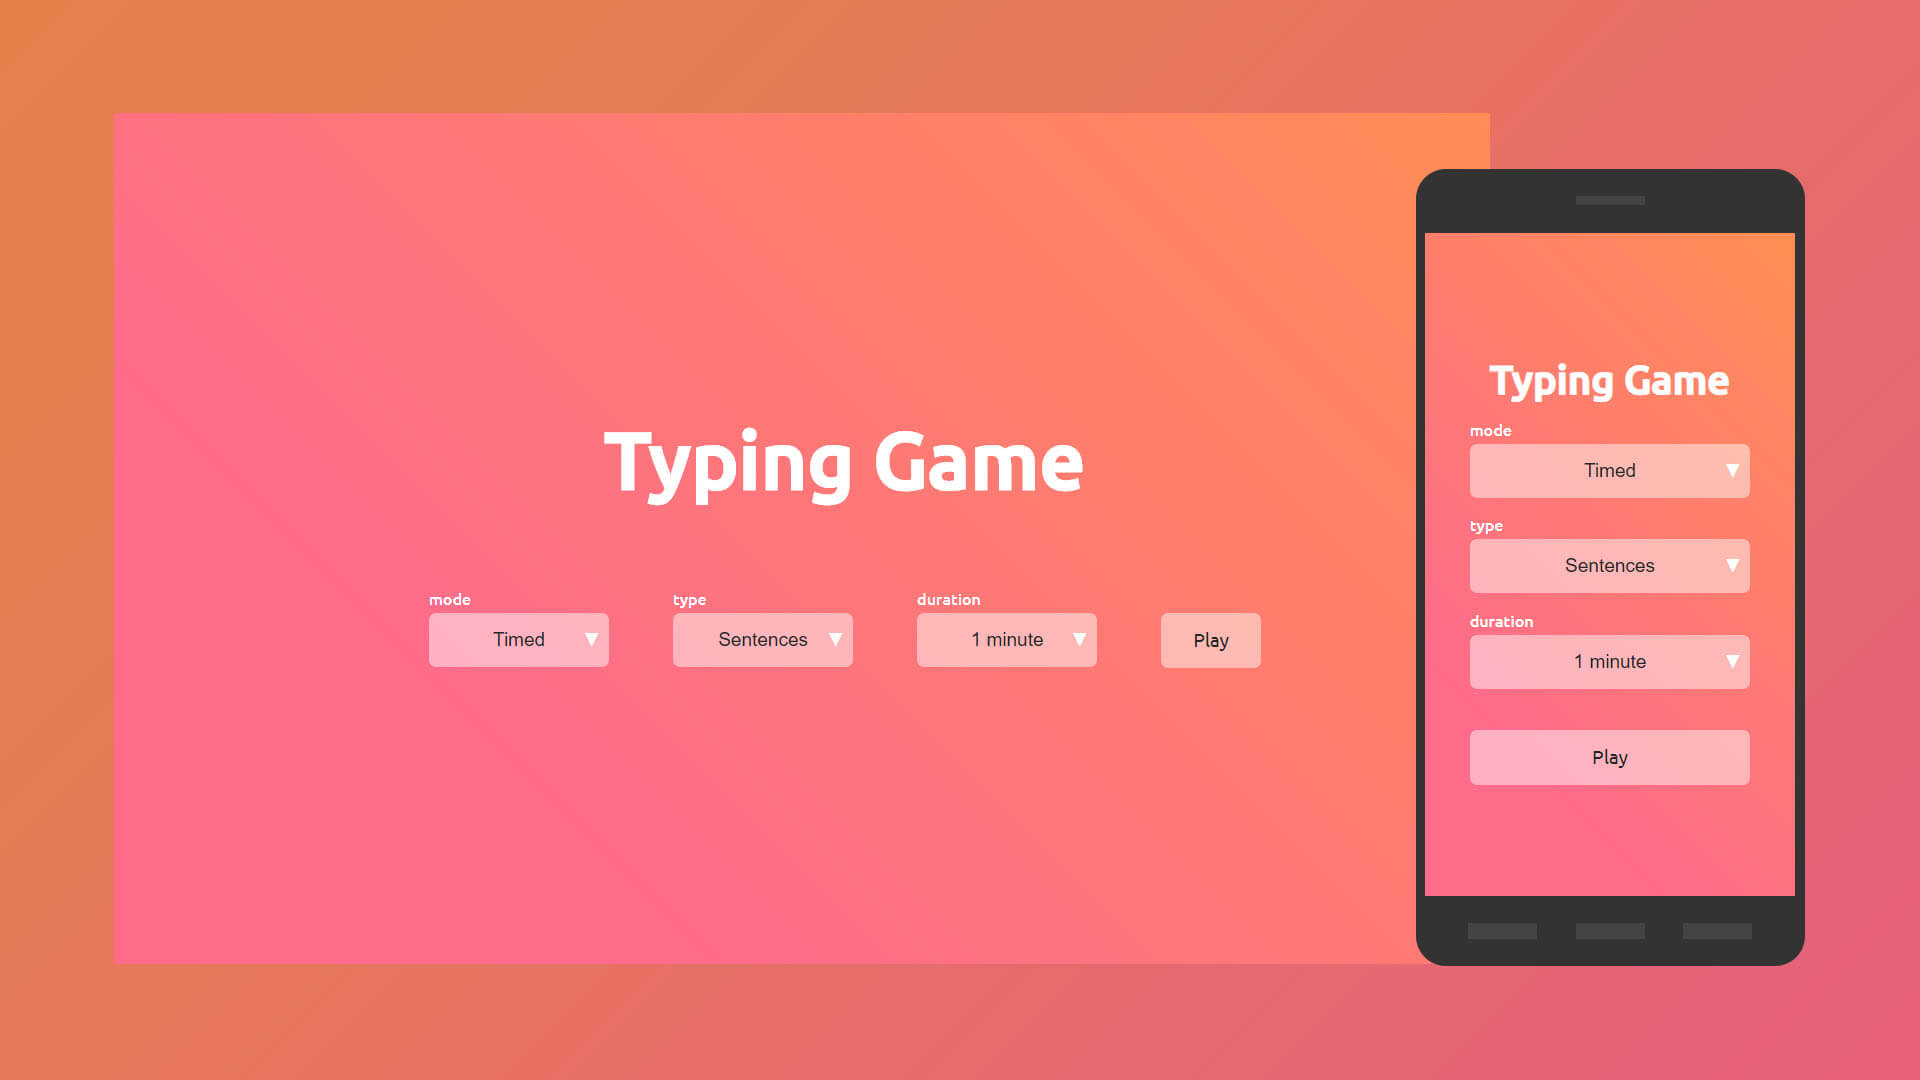 Typing Game
mode type duration
Timed ▼ Sentences ▼ 1 minute ▼ Play
Typing Game
mode
Timed ▼
type
Sentences ▼
duration
1 minute ▼
Play